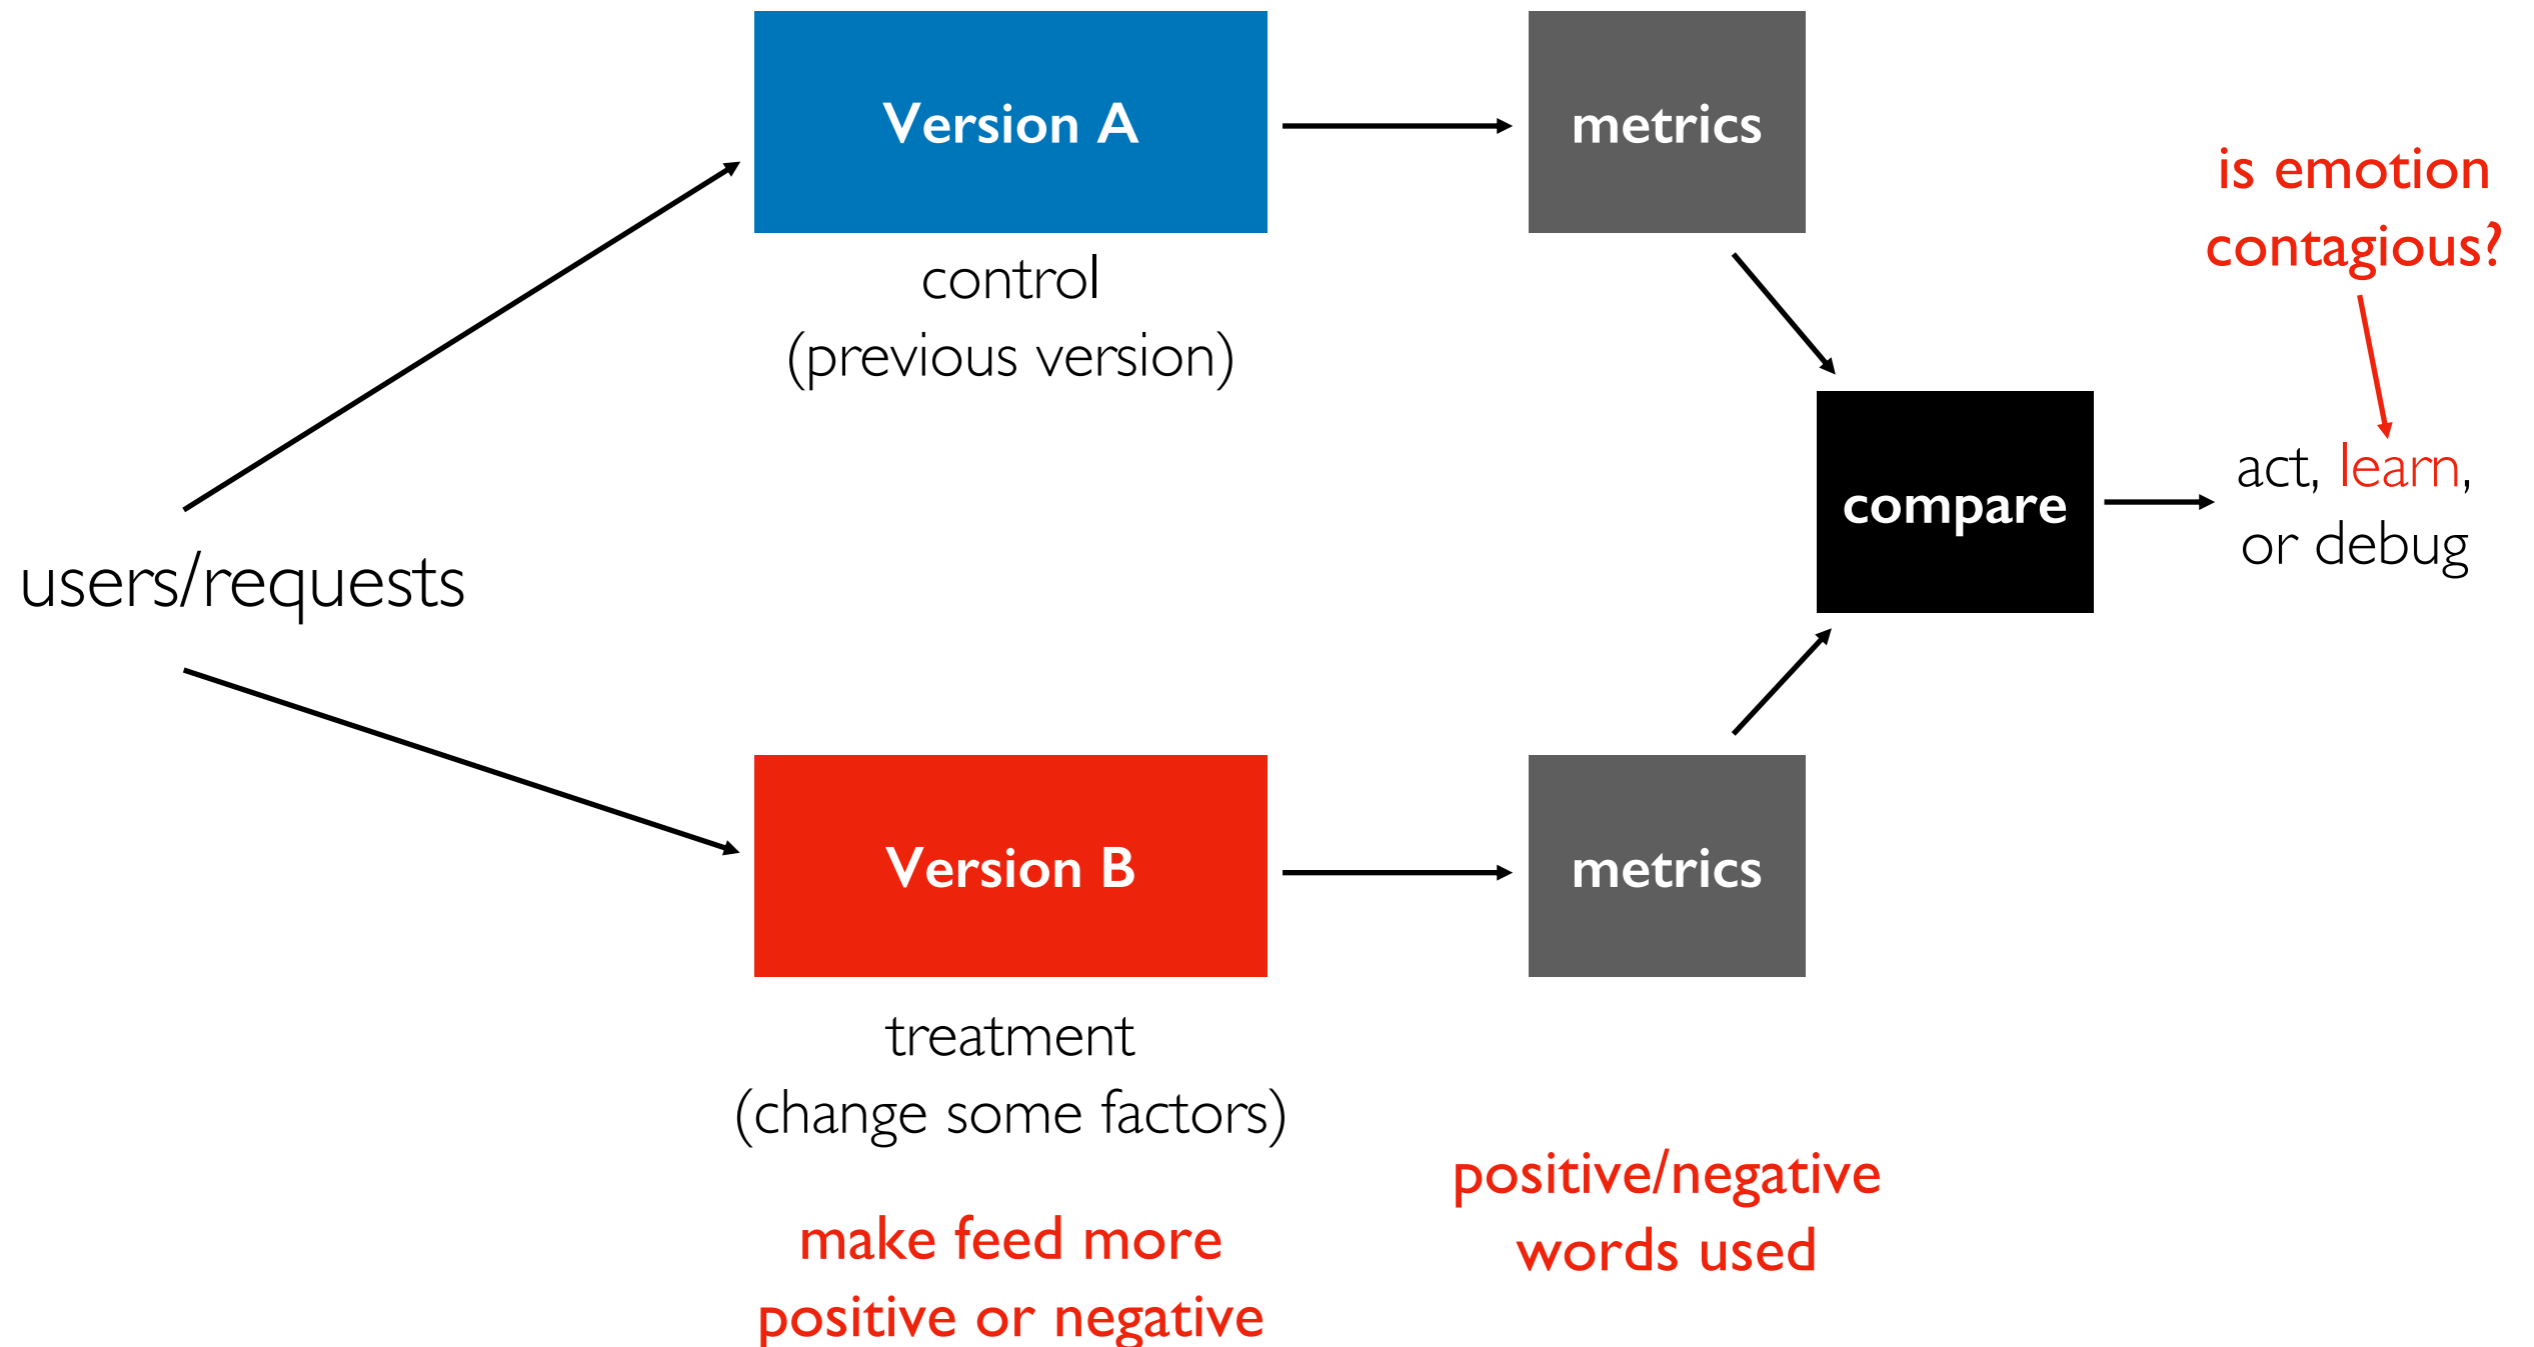 Version A
metrics
is emotion
contagious?
control
(previous version)
users/requests
compare
act, learn,
or debug
Version B
metrics
treatment
(change some factors)
make feed more
positive or negative
positive/negative
words used